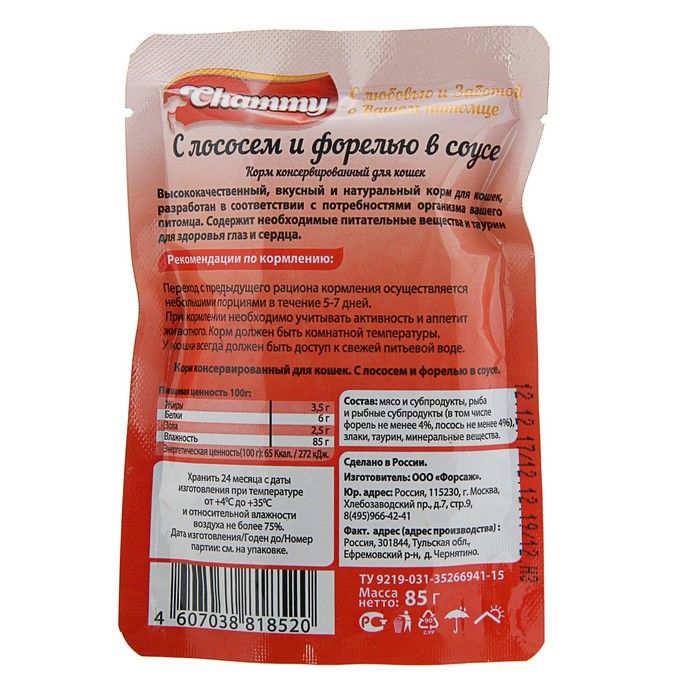 Chammy
С любовью и Заботой
о Вашем питомце
С лососем и форелью в соусе
Корм консервированный для кошек
Высококачественный, вкусный и натуральный корм для кошек,
разработан в соответствии с потребностями организма вашего
питомца. Содержит необходимые питательные вещества и таурин
для здоровья глаз и сердца.
Рекомендации по кормлению:
Переход с предыдущего рациона кормления осуществляется
небольшими порциями в течение 5-7 дней.
При кормлении необходимо учитывать активность и аппетит
животного. Корм должен быть комнатной температуры,
У кошки всегда должен быть доступ к свежей питьевой воде.
Корм консервированный для кошек. С лососем и форелью в соусе.
Пищевая ценность 100г:
Жиры 3,5 г
Белки 6 г
Зола 2,5 г
Влажность 85 г
Энергетическая ценность(100 г): 65 Ккал. / 272 кДж.
Состав: мясо и субпродукты, рыба
и рыбные субпродукты (в том числе
форель не менее 4%, лосось не менее 4%),
злаки, таурин, минеральные вещества.
Хранить 24 месяца с даты
изготовления при температуре
от +4°С до +35°С
и относительной влажности
воздуха не более 75%.
Дата изготовления/Годен до/Номер
партии: см. на упаковке.
Сделано в России.
Изготовитель: ООО «Форсаж».
Юр. адрес: Россия, 115230, г. Москва,
Хлебозаводский пр., д.7, стр.9,
8(495)966-42-41
Факт. адрес (адрес производства) :
Россия, 301844, Тульская обл.,
Ефремовский р-н, д. Чернятино.
ТУ 9219-031-35266941-15
Масса
нетто: 85 г
4 607038 818520
90
C/PP